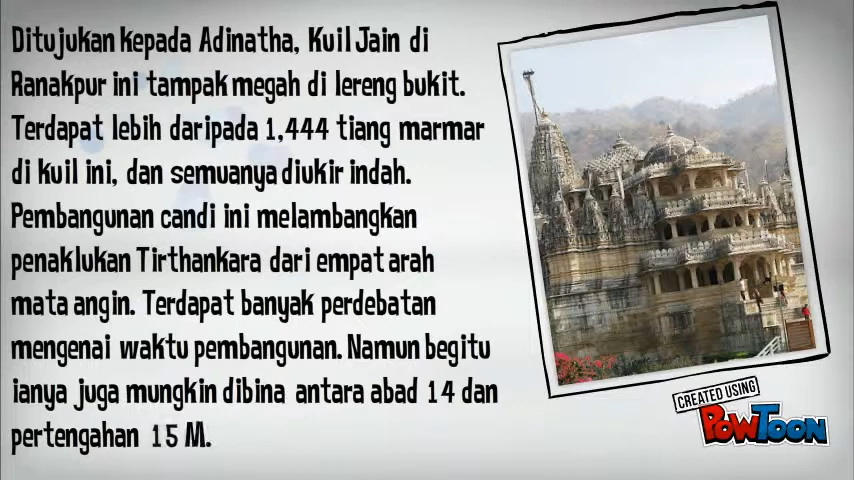 Ditujukan kepada Adinatha, Kuil Jain di
Ranakpur ini tampak megah di lereng bukit.
Terdapat lebih daripada 1,444 tiang marmar
di kuil ini, dan semuanya diukir indah.
Pembangunan candi ini melambangkan
penaklukan Tirthankara dari empat arah
mata angin. Terdapat banyak perdebatan
mengenai waktu pembangunan. Namun begitu
ianya juga mungkin dibina antara abad 14 dan
pertengahan 15 M.
CREATED USING
POWTOON